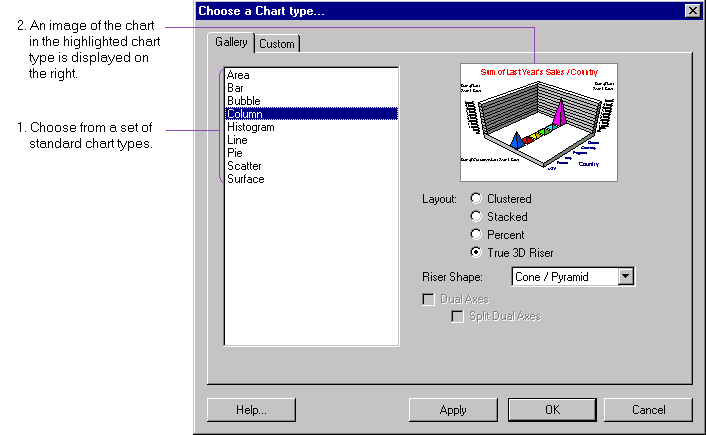 Choose a Chart type...
2. An image of the chart
in the highlighted chart
type is displayed on
the right.
1. Choose from a set of
standard chart types.
Gallery
Custom
Area
Bar
Bubble
Column
Histogram
Line
Pie
Scatter
Surface
Sum of Last Year's Sales / Country
Country
Layout:
Clustered
Stacked
Percent
True 3D Riser
Riser Shape:
Cone / Pyramid
Dual Axes
Split Dual Axes
Help...
Apply
OK
Cancel